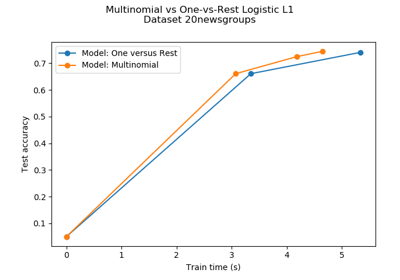 Multinomial vs One-vs-Rest Logistic L1
Dataset 20newsgroups
Model: One versus Rest
Model: Multinomial
0.7
0.6
0.5
0.4
0.3
0.2
0.1
Test accuracy
0
1
2
3
4
5
Train time (s)